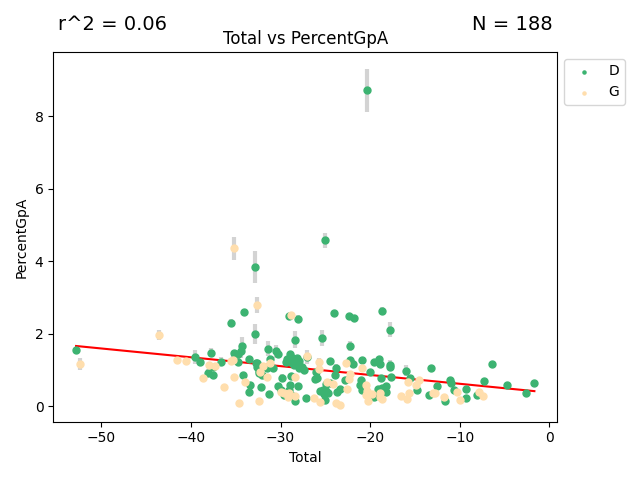 r^2 = 0.06 N = 188
Total vs PercentGpA
D
G
8
6
4
2
0
PercentGpA
−50 −40 −30 −20 −10 0
Total